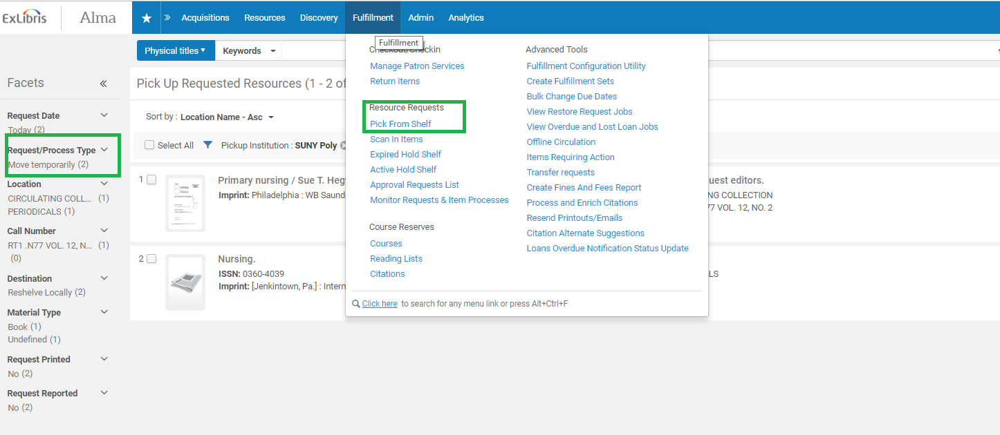 ExLibris
Alma
Acquisitions
Resources
Discovery
Fulfillment
Admin
Analytics
Physical titles
Keywords
Facets
Request Date
Today (2)
Request/Process Type
Move temporarily (2)
Location
CIRCULATING COLL... (1)
PERIODICALS (1)
Call Number
RT1 .N77 VOL. 12, N... (1)
(0)
Destination
Reshelve Locally (2)
Material Type
Book (1)
Undefined (1)
Request Printed
No (2)
Request Reported
No (2)
Pick Up Requested Resources (1 - 2 of
Sort by : Location Name - Asc
Select All
Pickup Institution : SUNY Poly
1
Primary nursing / Sue T. Heg
Imprint: Philadelphia : WB Saund
uest editors.
NG COLLECTION
77 VOL. 12, NO. 2
2
Nursing.
ISSN: 0360-4039
Imprint: [Jenkintown, Pa.] : Interm
LS
Fulfillment
Checkout/Checkin
Manage Patron Services
Return Items
Resource Requests
Pick From Shelf
Scan In Items
Expired Hold Shelf
Active Hold Shelf
Approval Requests List
Monitor Requests & Item Processes
Course Reserves
Courses
Reading Lists
Citations
Advanced Tools
Fulfillment Configuration Utility
Create Fulfillment Sets
Bulk Change Due Dates
View Restore Request Jobs
View Overdue and Lost Loan Jobs
Offline Circulation
Items Requiring Action
Transfer requests
Create Fines And Fees Report
Process and Enrich Citations
Resend Printouts/Emails
Citation Alternate Suggestions
Loans Overdue Notification Status Update
Click here to search for any menu link or press Alt+Ctrl+F